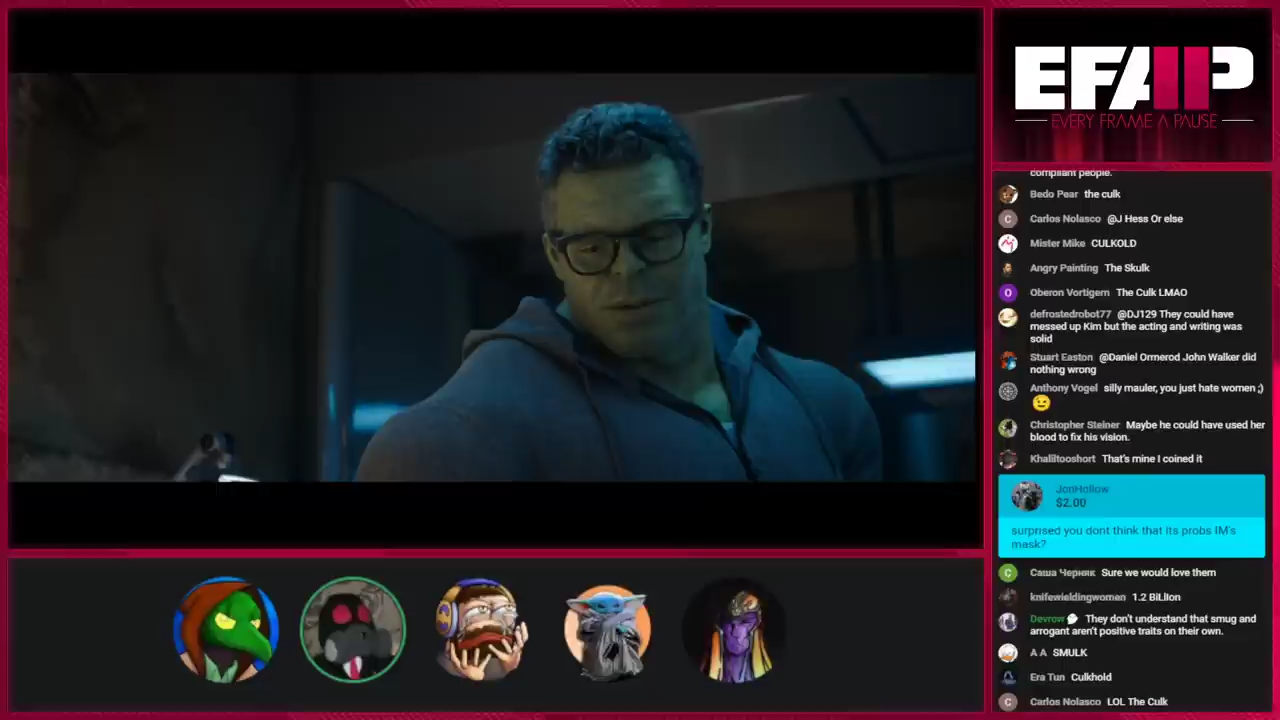 EFAP
EVERY FRAME A PAUSE
compliant people.
Bedo Pear the culk
C Carlos Nolasco @J Hess Or else
Mister Mike CULKOLD
Angry Painting The Skulk
O Oberon Vortigern The Culk LMAO
defrostedrobot77 @DJ129 They could have
messed up Kim but the acting and writing was
solid
Stuart Easton @Daniel Ormerod John Walker did
nothing wrong
Anthony Vogel silly mauler, you just hate women ;)
😉
Christopher Steiner Maybe he could have used her
blood to fix his vision.
Khaliltooshort That's mine I coined it
JonHollow
$2.00
surprised you dont think that its probs IM's
mask?
C Саша Черняк Sure we would love them
knifewieldingwomen 1.2 BiLlion
Devrovr They don't understand that smug and
arrogant aren't positive traits on their own.
A A SMULK
Era Tun Culkhold
C Carlos Nolasco LOL The Culk